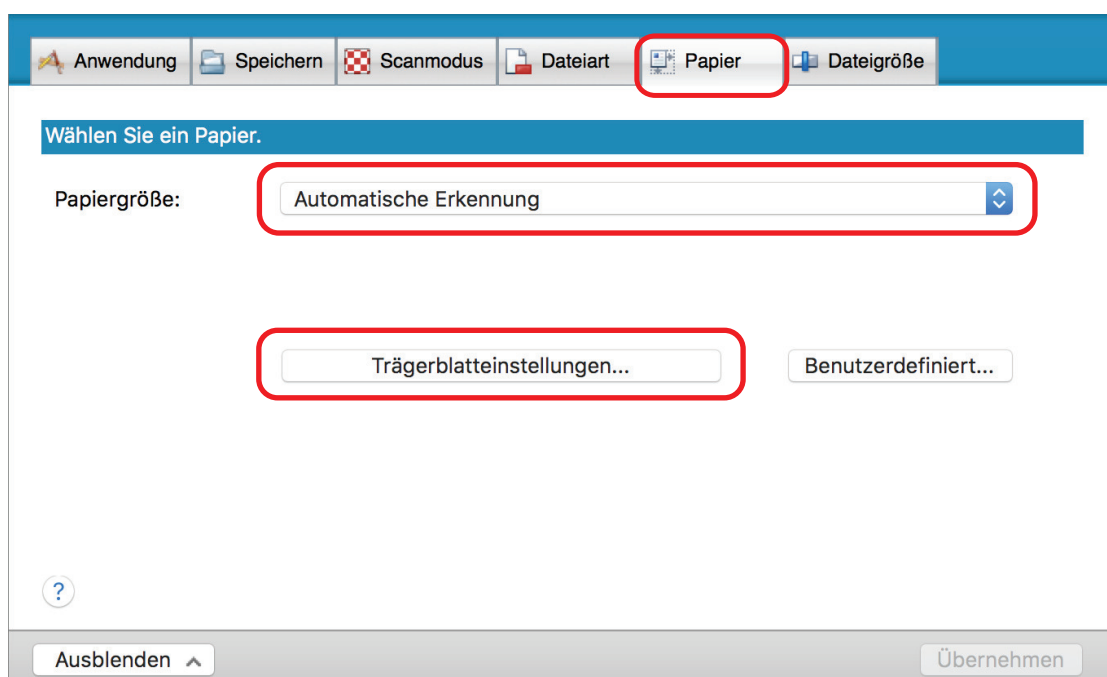 Anwendung Speichern Scanmodus Dateiart Papier Dateigröße
Wählen Sie ein Papier.
Papiergröße: Automatische Erkennung
Trägerblatteinstellungen... Benutzerdefiniert...
?
Ausblenden Übernehmen